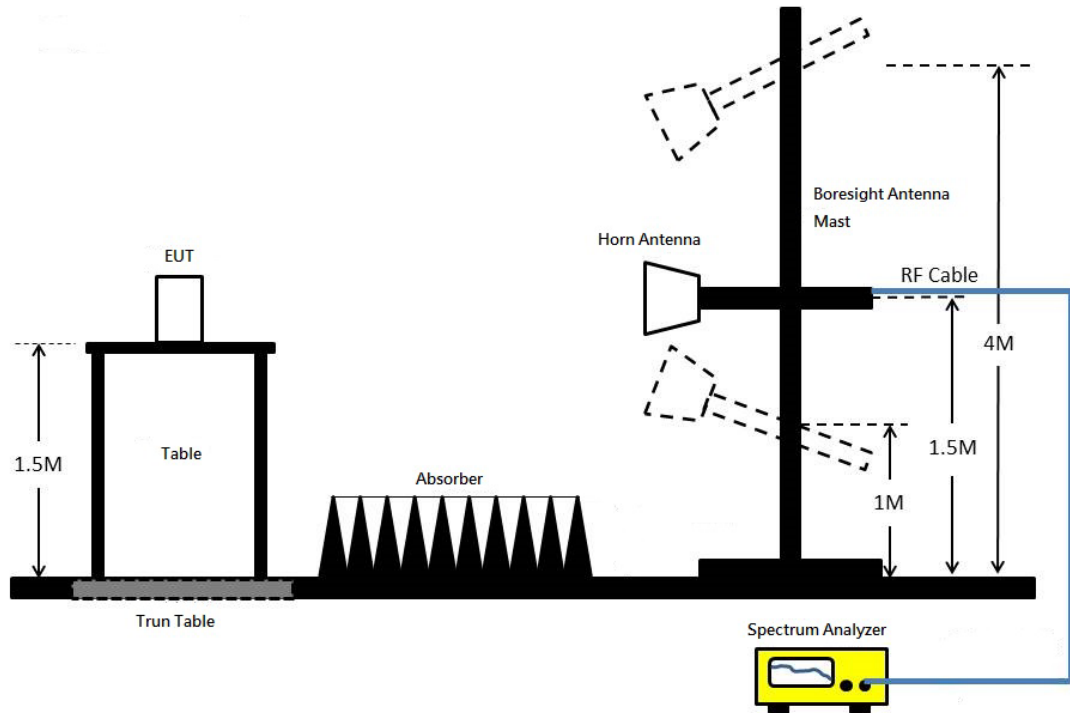 Boresight Antenna
Mast
Horn Antenna
EUT
RF Cable
4M
1.5M
Table
1.5M
Absorber
1M
Trun Table
Spectrum Analyzer